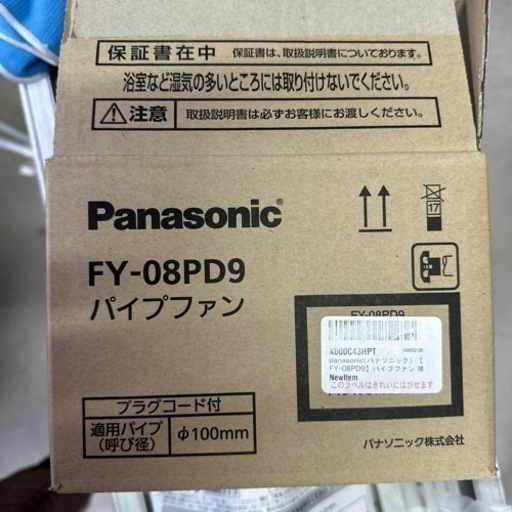 保証書在中
保証書は、取扱説明書についております。
浴室など湿気の多いところには取り付けないでください。
注意
取扱説明書は必ずお客様にお渡しください。
Panasonic
FY-08PD9
パイプファン
17
FY-08PD9
X000C43HPT
panasonic(パナソニック) 【
FY-08PD9】パイプファン 排
NewItem
このラベルはきれいにはがせます
プラグコード付
適用パイプ
(呼び径)
φ100mm
パナソニック株式会社